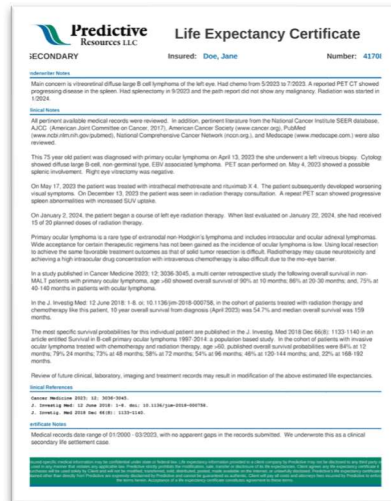 Predictive
Resources LLC
Life Expectancy Certificate
SECONDARY
Insured: Doe, Jane
Number: 41708
Underwriter Notes
Main concern is vitreoretinal diffuse large B cell lymphoma of the left eye. Had chemo from 5/2023 to 7/2023. A reported PET CT showed
progressing disease in the spleen. Had splenectomy in 9/2023 and the path report did not show any malignancy. Radiation was started in
1/2024.
Clinical Notes
All pertinent available medical records were reviewed. In addition, pertinent literature from the National Cancer Institute SEER database,
AJCC (American Joint Committee on Cancer, 2017), American Cancer Society (www.cancer.org), PubMed
(www.ncbi.nlm.nih.gov/pubmed), National Comprehensive Cancer Network (nccn.org), and Medscape (www.medscape.com) were also
reviewed.
This 75 year old patient was diagnosed with primary ocular lymphoma on April 13, 2023 the she underwent a left vitreous biopsy. Cytology
showed diffuse large B-cell, non-germinal type, EBV associated lymphoma. PET scan performed on May 4, 2023 showed a possible
splenic involvement. Right eye vitrectomy was negative.
On May 17, 2023 the patient was treated with intrathecal methotrexate and rituximab X 4. The patient subsequently developed worsening
visual symptoms. On December 13, 2023 the patient was seen in radiation therapy consultation. A repeat PET scan showed progressive
spleen abnormalities with increased SUV uptake.
On January 2, 2024, the patient began a course of left eye radiation therapy. When last evaluated on January 22, 2024, she had received
15 of 20 planned doses of radiation therapy.
Primary ocular lymphoma is a rare type of extranodal non-Hodgkin's lymphoma and includes intraocular and ocular adnexal lymphomas.
Wide acceptance for certain therapeutic regimens has not been gained as the incidence of ocular lymphoma is low. Using local resection
to achieve the same favorable treatment outcomes as that of solid tumor resection is difficult. Radiotherapy may cause neurotoxicity and
achieving a high intraocular drug concentration with intravenous chemotherapy is also difficult due to the mo-eye barrier.
In a study published in Cancer Medicine 2023; 12: 3036-3045, a multi center retrospective study the following overall survival in non-
MALT patients with primary ocular lymphoma, age >60 showed overall survival of 90% at 10 months; 86% at 20-30 months; and, 75% at
40-140 months in patients with ocular lymphoma.
In the J. Investig Med: 12 June 2018: 1-8. oi: 10.1136/jim-2018-000758, in the cohort of patients treated with radiation therapy and
chemotherapy like this patient, 10 year overall survival from diagnosis (April 2023) was 54.7% and median overall survival was 159
months.
The most specific survival probabilities for this individual patient are published in the J. Investig. Med 2018 Dec 66(8): 1133-1140 in an
article entitled Survival in B-cell primary ocular lymphoma 1997-2014: a population based study. In the cohort of patients with invasive
ocular lymphoma treated with chemotherapy and radiation therapy, age >60, published overall survival probabilities were 84% at 12
months; 79% 24 months; 73% at 48 months; 58% at 72 months; 54% at 96 months; 48% at 120-144 months; and, 22% at 168-192
months.
Review of future clinical, laboratory, imaging and treatment records may result in modification of the above estimated life expectancies.
Clinical References
Cancer Medicine 2023; 12: 3036-3045.
J. Investig Med: 12 June 2018: 1-8. doi: 10.1136/jim-2018-000758.
J. Investig. Med 2018 Dec 66(8): 1133-1140.
Certificate Notes
Medical records date range of 01/2000 - 03/2023, with no apparent gaps in the records submitted. We underwrite this as a clinical
secondary life settlement case.